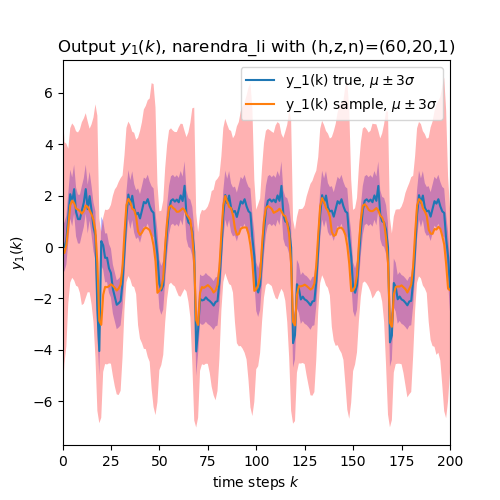 Output y₁(k), narendra_li with (h,z,n)=(60,20,1)
y_1(k) true, μ ± 3σ
y_1(k) sample, μ ± 3σ
y₁(k)
6
4
2
0
−2
−4
−6
0 25 50 75 100 125 150 175 200
time steps k